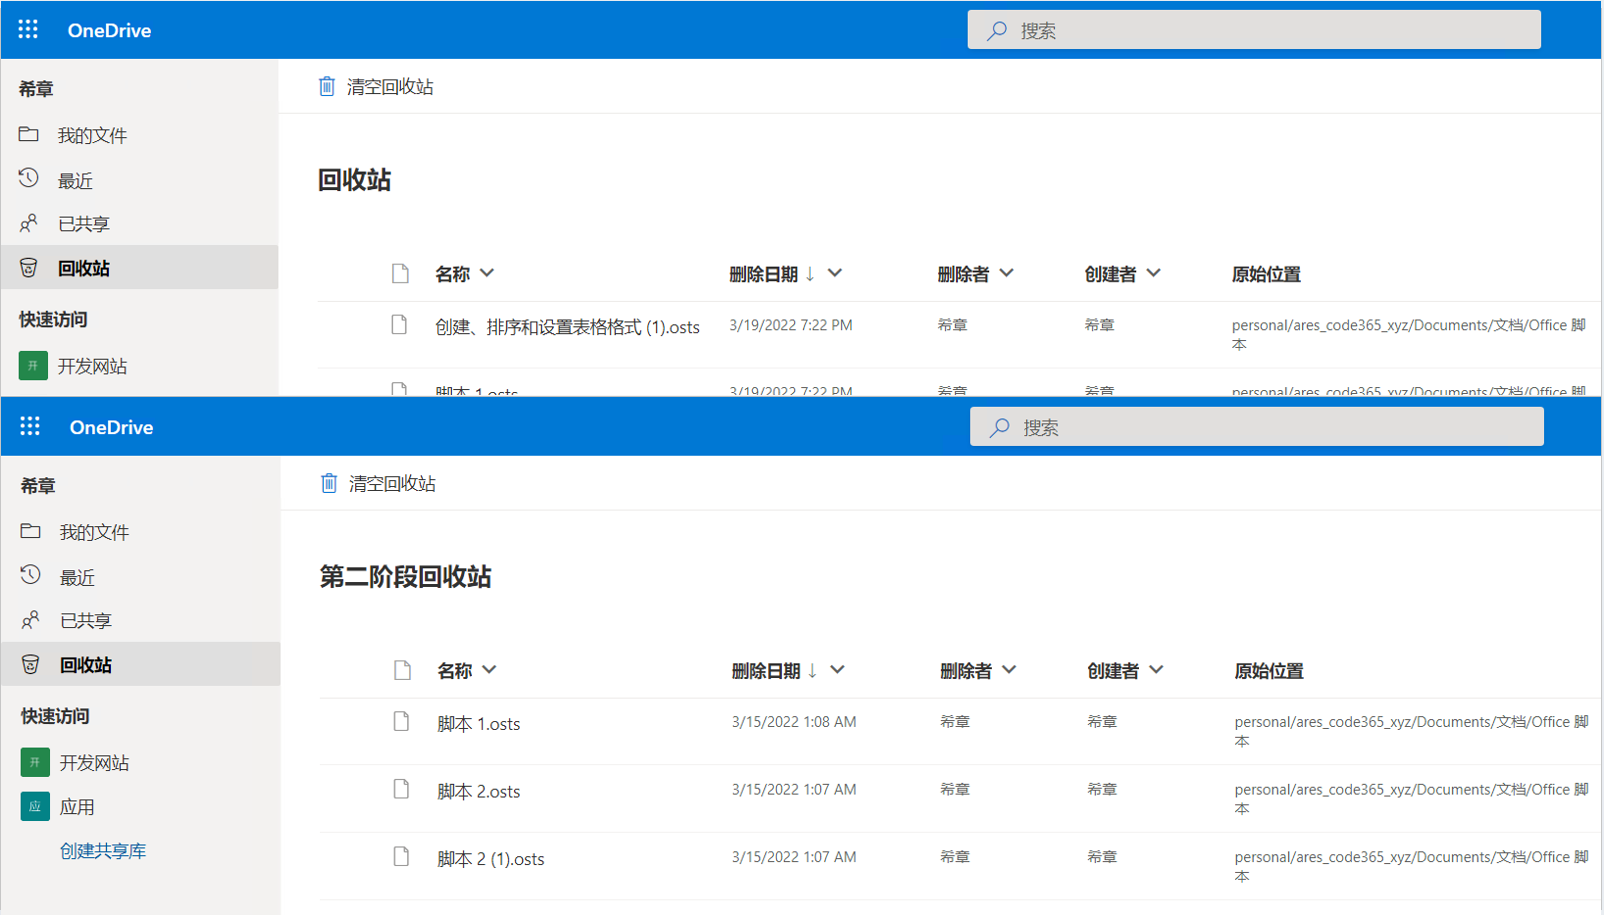 OneDrive
搜索
希章
我的文件
最近
已共享
回收站
快速访问
开 开发网站
清空回收站
回收站
名称 删除日期 ↓ 删除者 创建者 原始位置
创建、排序和设置表格格式 (1).osts 3/19/2022 7:22 PM 希章 希章 personal/ares_code365_xyz/Documents/文档/Office 脚
本
脚本 1.osts 3/19/2022 7:22 PM 希章 希章 personal/ares_code365_xyz/Documents/文档/Office 脚
OneDrive
搜索
希章
我的文件
最近
已共享
回收站
快速访问
开 开发网站
应 应用
创建共享库
清空回收站
第二阶段回收站
名称 删除日期 ↓ 删除者 创建者 原始位置
脚本 1.osts 3/15/2022 1:08 AM 希章 希章 personal/ares_code365_xyz/Documents/文档/Office 脚
本
脚本 2.osts 3/15/2022 1:07 AM 希章 希章 personal/ares_code365_xyz/Documents/文档/Office 脚
本
脚本 2 (1).osts 3/15/2022 1:07 AM 希章 希章 personal/ares_code365_xyz/Documents/文档/Office 脚
本